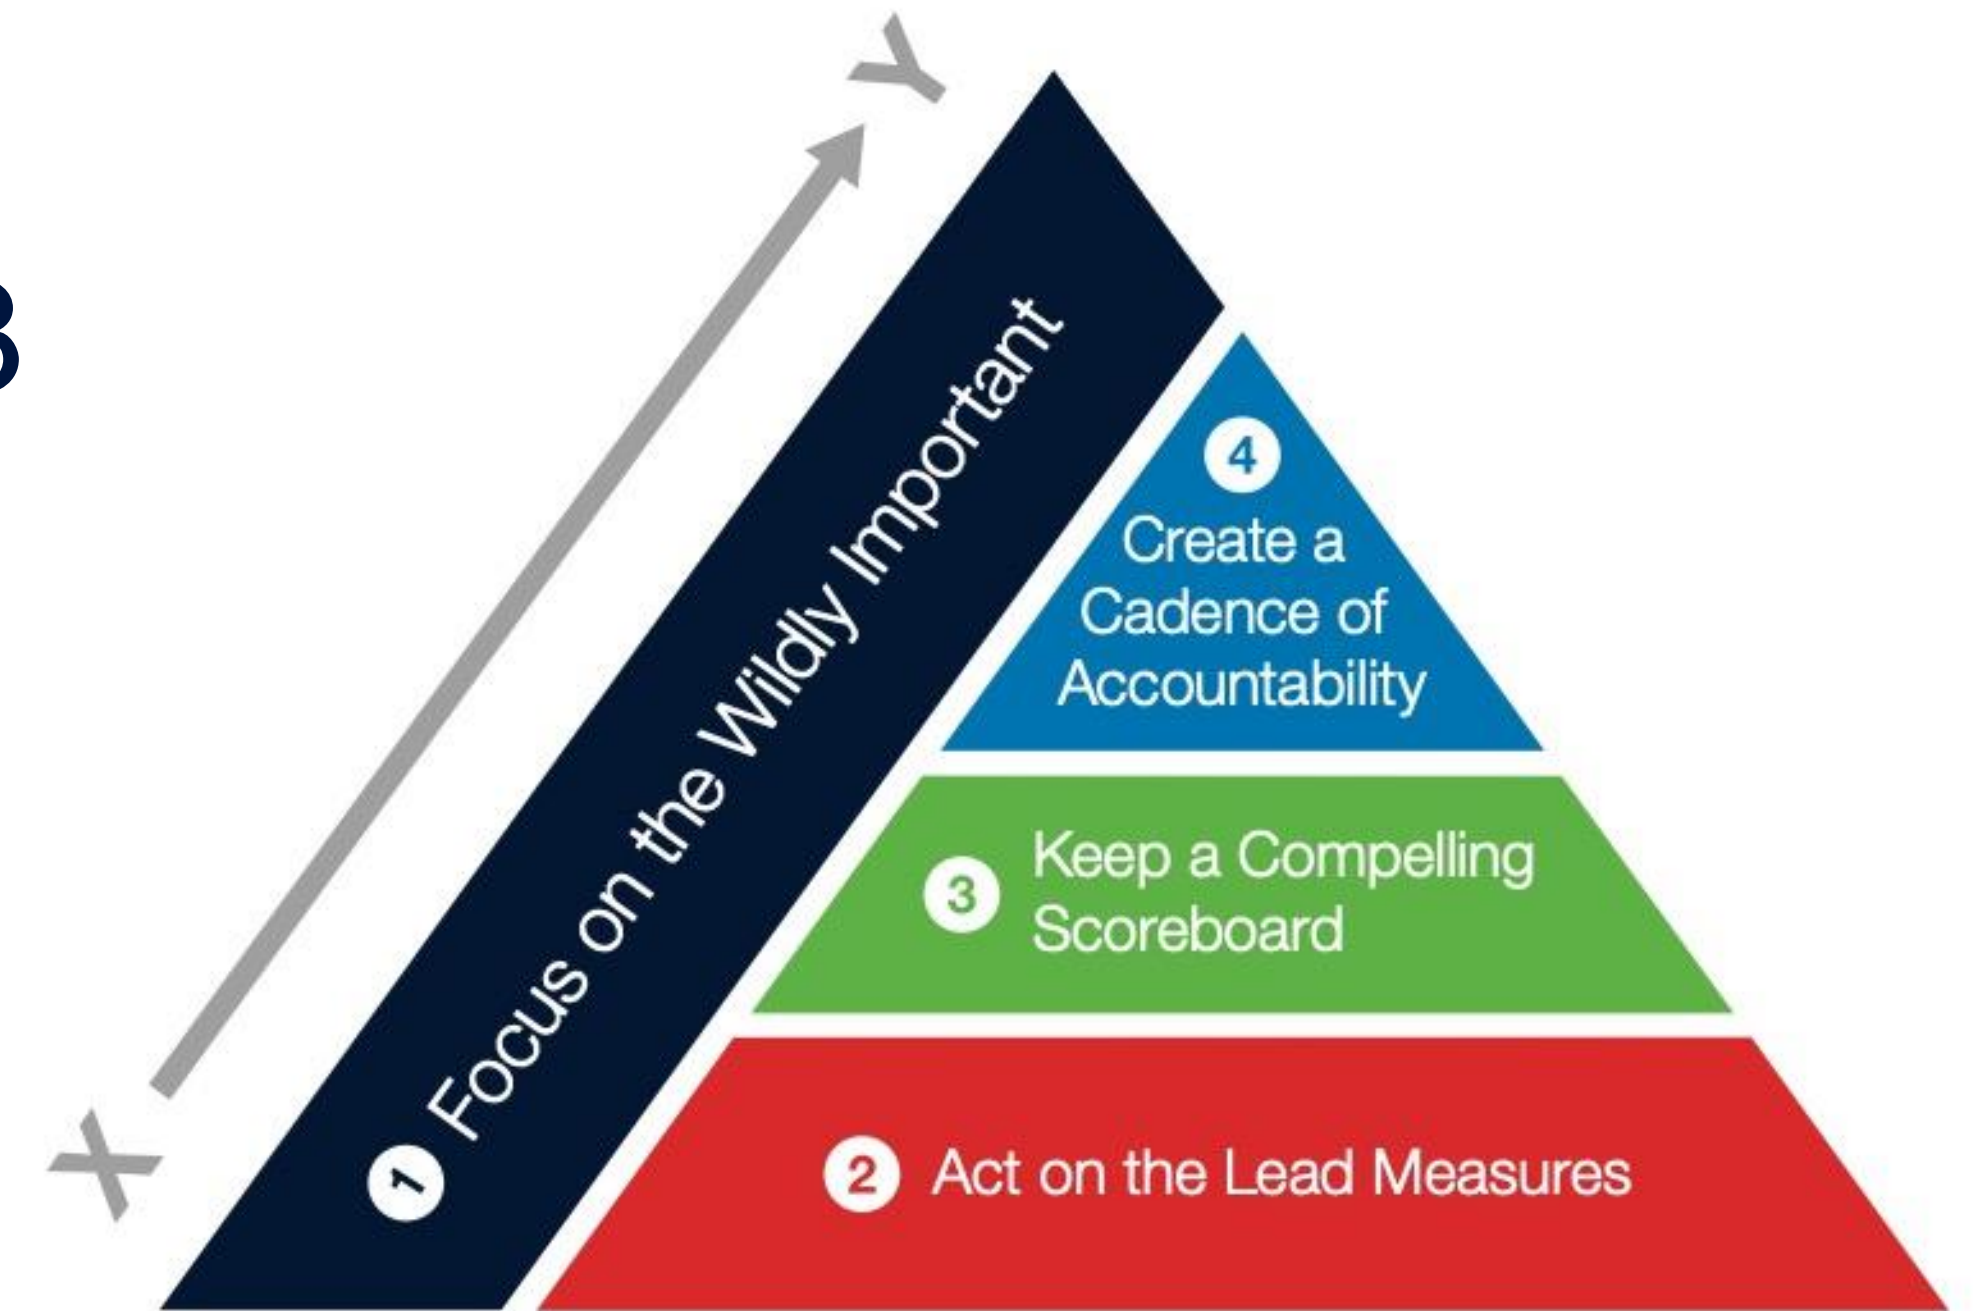 Y
X
1 Focus on the Wildly Important
4
Create a
Cadence of
Accountability
3 Keep a Compelling
Scoreboard
2 Act on the Lead Measures